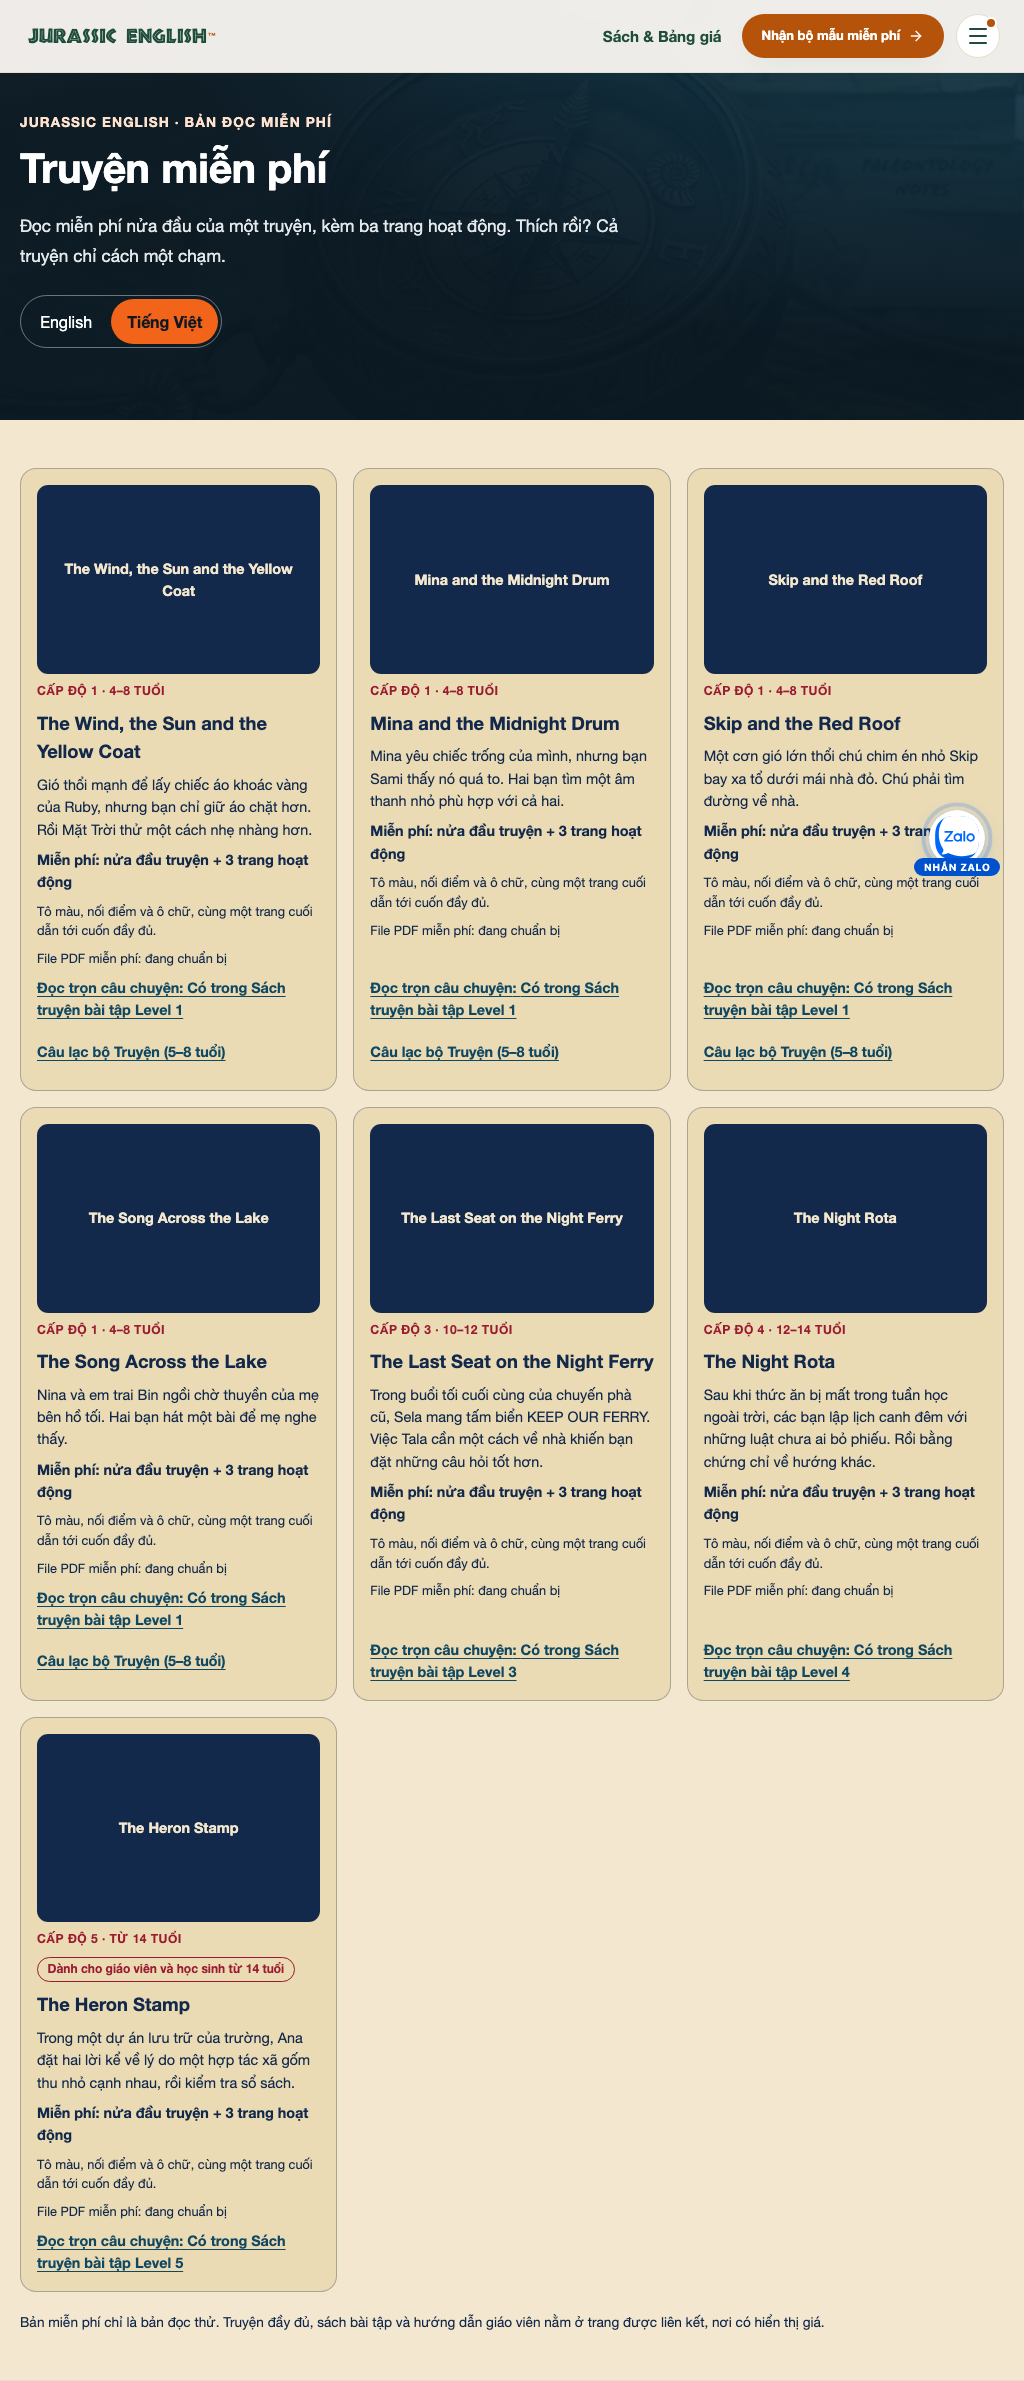 JURASSIC ENGLISH™
Sách & Bảng giá
Nhận bộ mẫu miễn phí →
PALEONTOLOGY
NOTES
JURASSIC ENGLISH · BẢN ĐỌC MIỄN PHÍ
Truyện miễn phí
Đọc miễn phí nửa đầu của một truyện, kèm ba trang hoạt động. Thích rồi? Cả
truyện chỉ cách một chạm.
English
Tiếng Việt
The Wind, the Sun and the Yellow
Coat
CẤP ĐỘ 1 · 4–8 TUỔI
The Wind, the Sun and the
Yellow Coat
Gió thổi mạnh để lấy chiếc áo khoác vàng
của Ruby, nhưng bạn chỉ giữ áo chặt hơn.
Rồi Mặt Trời thử một cách nhẹ nhàng hơn.
Miễn phí: nửa đầu truyện + 3 trang hoạt
động
Tô màu, nối điểm và ô chữ, cùng một trang cuối
dẫn tới cuốn đầy đủ.
File PDF miễn phí: đang chuẩn bị
Đọc trọn câu chuyện: Có trong Sách
truyện bài tập Level 1
Câu lạc bộ Truyện (5–8 tuổi)
Mina and the Midnight Drum
CẤP ĐỘ 1 · 4–8 TUỔI
Mina and the Midnight Drum
Mina yêu chiếc trống của mình, nhưng bạn
Sami thấy nó quá to. Hai bạn tìm một âm
thanh nhỏ phù hợp với cả hai.
Miễn phí: nửa đầu truyện + 3 trang hoạt
động
Tô màu, nối điểm và ô chữ, cùng một trang cuối
dẫn tới cuốn đầy đủ.
File PDF miễn phí: đang chuẩn bị
Đọc trọn câu chuyện: Có trong Sách
truyện bài tập Level 1
Câu lạc bộ Truyện (5–8 tuổi)
Skip and the Red Roof
CẤP ĐỘ 1 · 4–8 TUỔI
Skip and the Red Roof
Một cơn gió lớn thổi chú chim én nhỏ Skip
bay xa tổ dưới mái nhà đỏ. Chú phải tìm
đường về nhà.
Miễn phí: nửa đầu truyện + 3 tran
động
Zalo
NHẮN ZALO
Tô màu, nối điểm và ô chữ, cùng một trang cuối
dẫn tới cuốn đầy đủ.
File PDF miễn phí: đang chuẩn bị
Đọc trọn câu chuyện: Có trong Sách
truyện bài tập Level 1
Câu lạc bộ Truyện (5–8 tuổi)
The Song Across the Lake
CẤP ĐỘ 1 · 4–8 TUỔI
The Song Across the Lake
Nina và em trai Bin ngồi chờ thuyền của mẹ
bên hồ tối. Hai bạn hát một bài để mẹ nghe
thấy.
Miễn phí: nửa đầu truyện + 3 trang hoạt
động
Tô màu, nối điểm và ô chữ, cùng một trang cuối
dẫn tới cuốn đầy đủ.
File PDF miễn phí: đang chuẩn bị
Đọc trọn câu chuyện: Có trong Sách
truyện bài tập Level 1
Câu lạc bộ Truyện (5–8 tuổi)
The Last Seat on the Night Ferry
CẤP ĐỘ 3 · 10–12 TUỔI
The Last Seat on the Night Ferry
Trong buổi tối cuối cùng của chuyến phà
cũ, Sela mang tấm biển KEEP OUR FERRY.
Việc Tala cần một cách về nhà khiến bạn
đặt những câu hỏi tốt hơn.
Miễn phí: nửa đầu truyện + 3 trang hoạt
động
Tô màu, nối điểm và ô chữ, cùng một trang cuối
dẫn tới cuốn đầy đủ.
File PDF miễn phí: đang chuẩn bị
Đọc trọn câu chuyện: Có trong Sách
truyện bài tập Level 3
The Night Rota
CẤP ĐỘ 4 · 12–14 TUỔI
The Night Rota
Sau khi thức ăn bị mất trong tuần học
ngoài trời, các bạn lập lịch canh đêm với
những luật chưa ai bỏ phiếu. Rồi bằng
chứng chỉ về hướng khác.
Miễn phí: nửa đầu truyện + 3 trang hoạt
động
Tô màu, nối điểm và ô chữ, cùng một trang cuối
dẫn tới cuốn đầy đủ.
File PDF miễn phí: đang chuẩn bị
Đọc trọn câu chuyện: Có trong Sách
truyện bài tập Level 4
The Heron Stamp
CẤP ĐỘ 5 · TỪ 14 TUỔI
Dành cho giáo viên và học sinh từ 14 tuổi
The Heron Stamp
Trong một dự án lưu trữ của trường, Ana
đặt hai lời kể về lý do một hợp tác xã gốm
thu nhỏ cạnh nhau, rồi kiểm tra sổ sách.
Miễn phí: nửa đầu truyện + 3 trang hoạt
động
Tô màu, nối điểm và ô chữ, cùng một trang cuối
dẫn tới cuốn đầy đủ.
File PDF miễn phí: đang chuẩn bị
Đọc trọn câu chuyện: Có trong Sách
truyện bài tập Level 5
Bản miễn phí chỉ là bản đọc thử. Truyện đầy đủ, sách bài tập và hướng dẫn giáo viên nằm ở trang được liên kết, nơi có hiển thị giá.